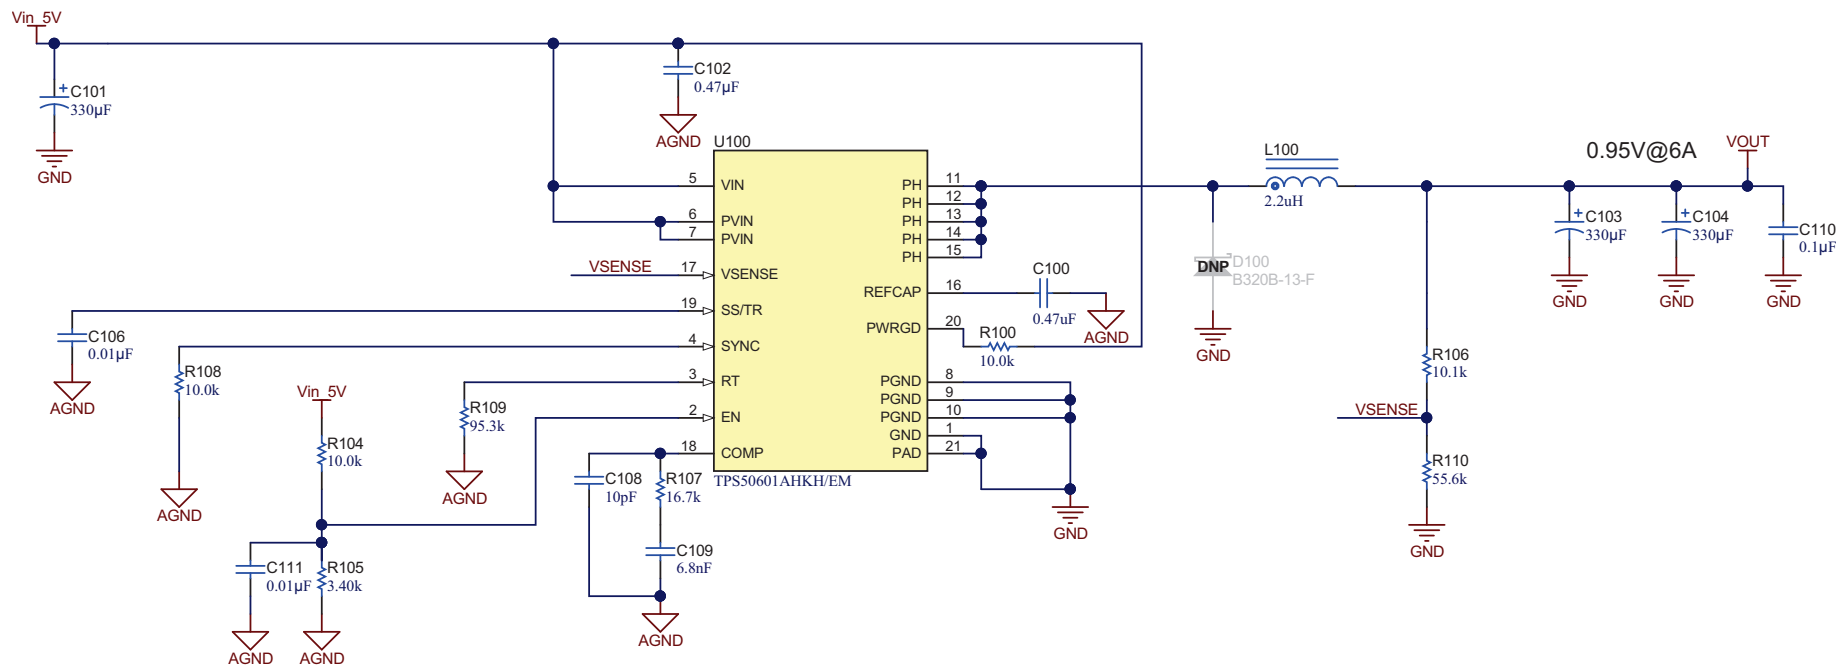 Vin_5V
C101
330µF
GND
C102
0.47µF
AGND
U100
5
VIN
6
PVIN
7
PVIN
VSENSE
17
VSENSE
19
SS/TR
4
SYNC
3
RT
2
EN
18
COMP
PH
11
PH
12
PH
13
PH
14
PH
15
REFCAP
16
PWRGD
20
PGND
8
PGND
9
PGND
10
GND
1
PAD
21
TPS50601AHKH/EM
C106
0.01µF
AGND
R108
10.0k
AGND
Vin_5V
R104
10.0k
C111
0.01µF
AGND
R105
3.40k
AGND
R109
95.3k
AGND
C108
10pF
R107
16.7k
C109
6.8nF
AGND
C100
0.47uF
AGND
R100
10.0k
GND
DNP
D100
B320B-13-F
GND
L100
2.2uH
0.95V@6A
VOUT
C103
330µF
GND
C104
330µF
GND
C110
0.1µF
GND
R106
10.1k
VSENSE
R110
55.6k
GND